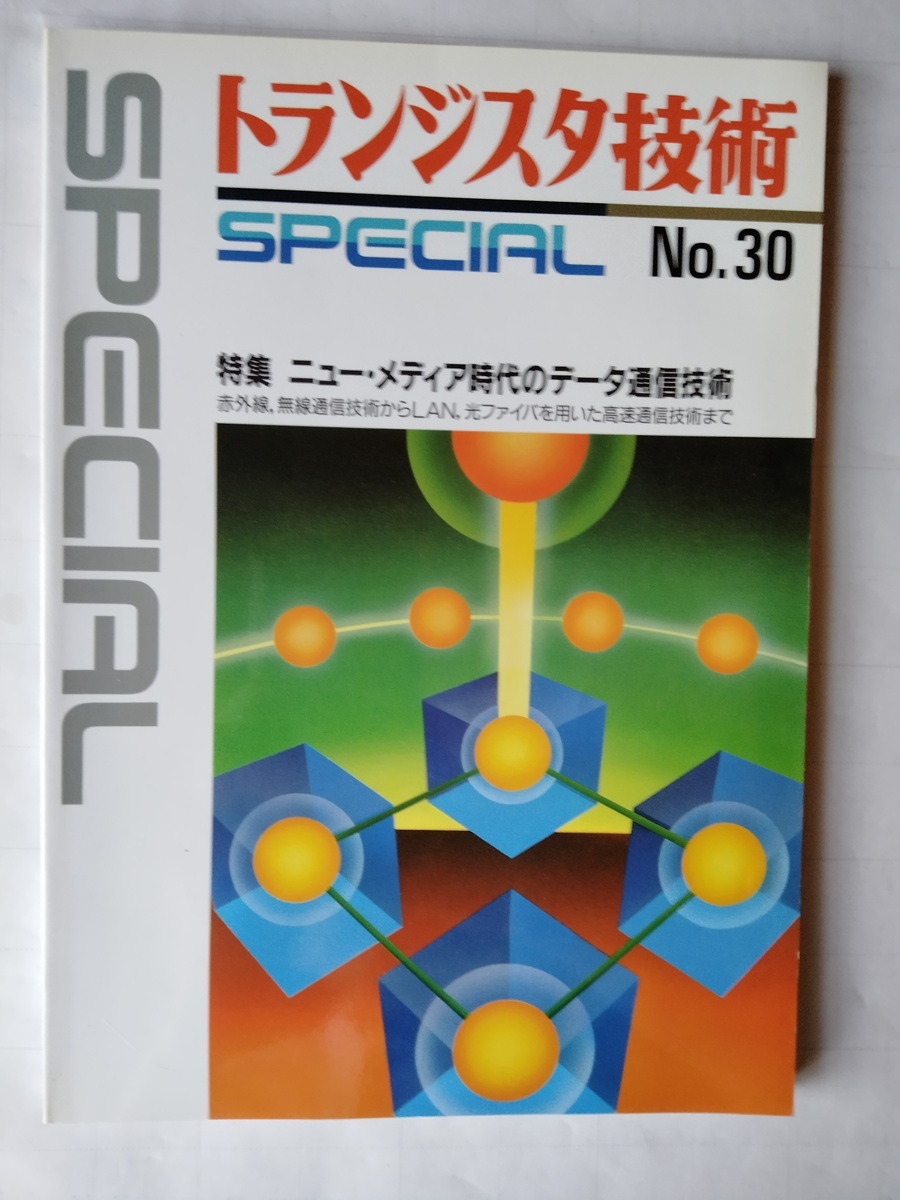 SPECIAL
トランジスタ技術
SPECIAL No.30
特集 ニュー・メディア時代のデータ通信技術
赤外線,無線通信技術からLAN,光ファイバを用いた高速通信技術まで